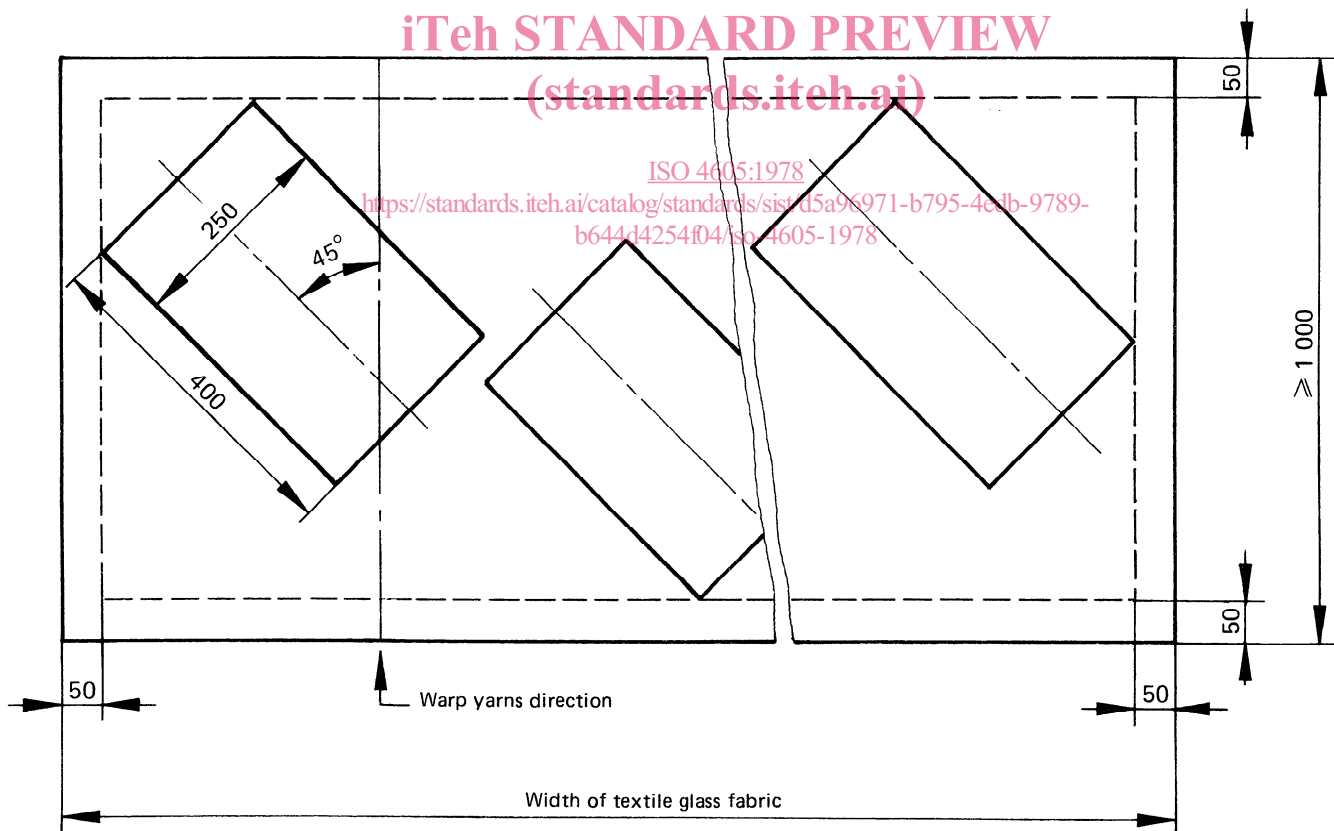 iTeh STANDARD PREVIEW
(standards.iteh.ai)
50
ISO 4605:1978
https://standards.iteh.ai/catalog/standards/sist/d5a96971-b795-4edb-9789-
b644d4254f04/iso-4605-1978
250
45°
400
⩾ 1 000
50
50
Warp yarns direction
50
Width of textile glass fabric